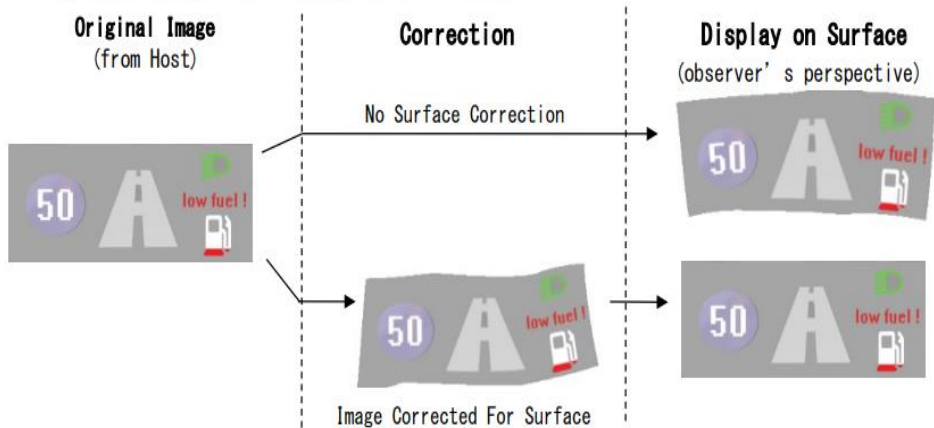 Original Image
(from Host)
Correction
Display on Surface
(observer's perspective)
No Surface Correction
50
low fuel !
50
low fuel !
50
low fuel !
50
low fuel !
Image Corrected For Surface